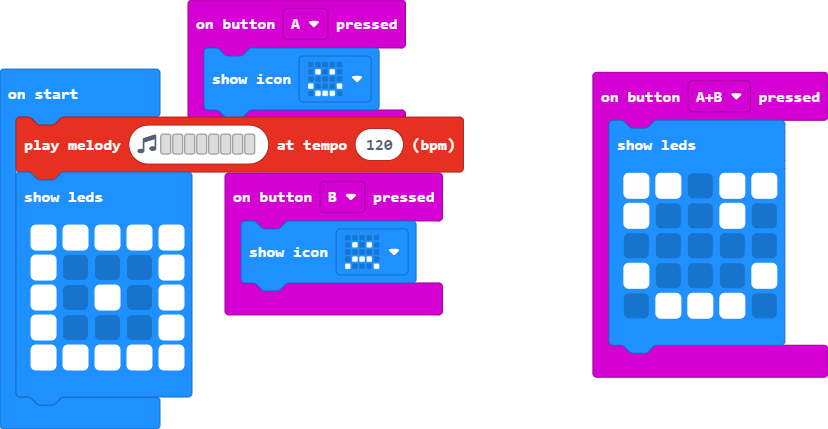 on start
play melody at tempo 120 (bpm)
show leds
on button A pressed
show icon
on button B pressed
show icon
on button A+B pressed
show leds